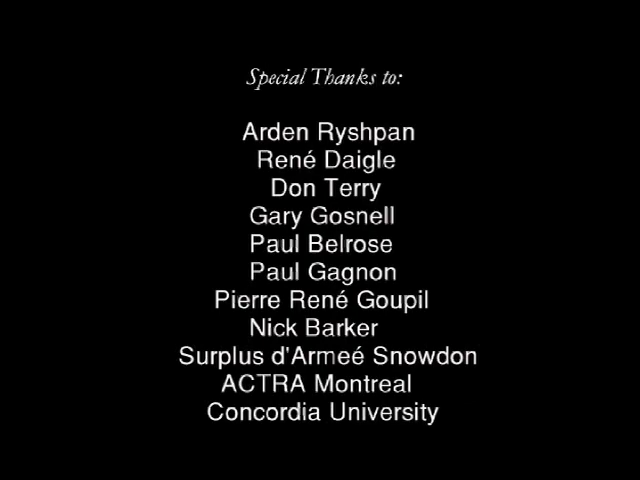 Special Thanks to:
Arden Ryshpan
René Daigle
Don Terry
Gary Gosnell
Paul Belrose
Paul Gagnon
Pierre René Goupil
Nick Barker
Surplus d'Armeé Snowdon
ACTRA Montreal
Concordia University